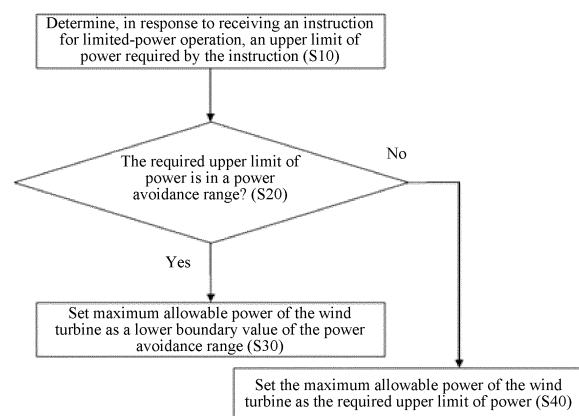 Determine, in response to receiving an instruction
for limited-power operation, an upper limit of
power required by the instruction (S10)
The required upper limit of
power is in a power
avoidance range? (S20)
No
Yes
Set maximum allowable power of the wind
turbine as a lower boundary value of the power
avoidance range (S30)
Set the maximum allowable power of the wind
turbine as the required upper limit of power (S40)